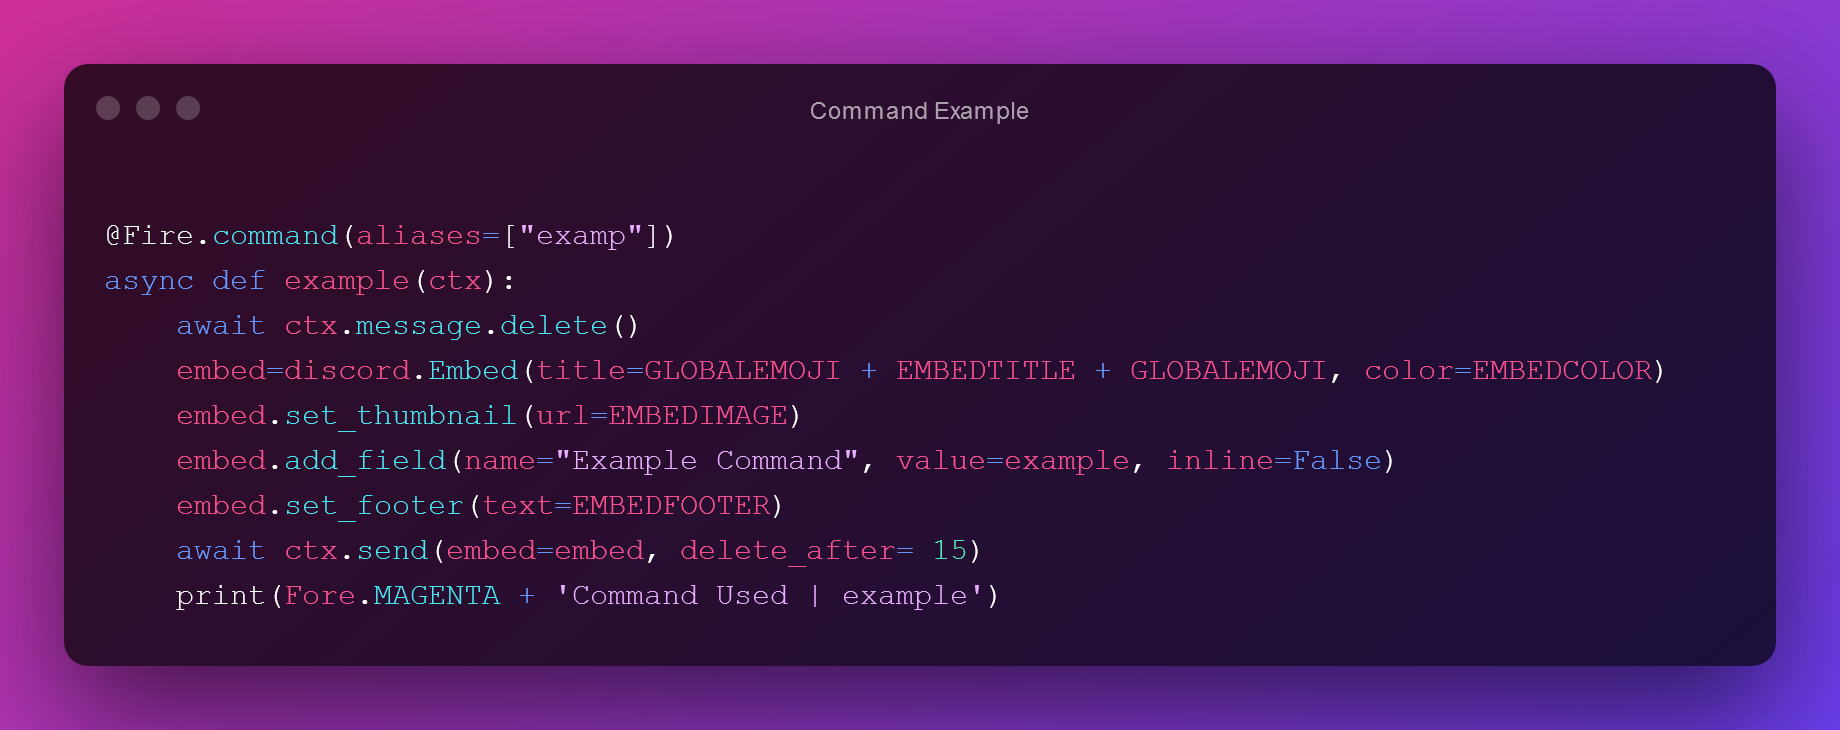 Command Example
@Fire.command(aliases=["examp"])
async def example(ctx):
    await ctx.message.delete()
    embed=discord.Embed(title=GLOBALEMOJI + EMBEDTITLE + GLOBALEMOJI, color=EMBEDCOLOR)
    embed.set_thumbnail(url=EMBEDIMAGE)
    embed.add_field(name="Example Command", value=example, inline=False)
    embed.set_footer(text=EMBEDFOOTER)
    await ctx.send(embed=embed, delete_after= 15)
    print(Fore.MAGENTA + 'Command Used | example')